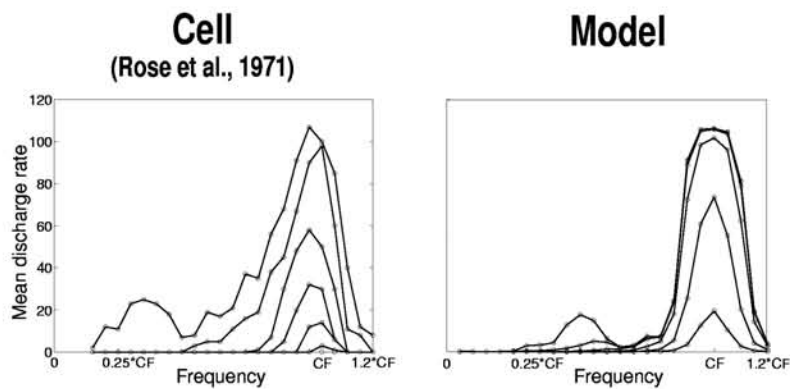 Cell
(Rose et al., 1971)
Model
Mean discharge rate
120
100
80
60
40
20
0
0
0.25*CF
CF
1.2*CF
Frequency
0
0.25*CF
CF
1.2*CF
Frequency